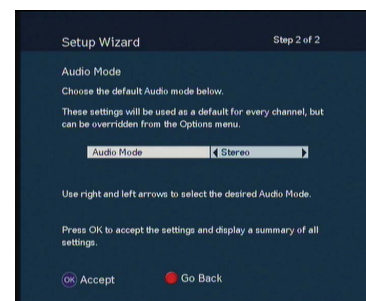 Setup Wizard Step 2 of 2
Audio Mode
Choose the default Audio mode below.
These settings will be used as a default for every channel, but
can be overridden from the Options menu.
Audio Mode Stereo
Use right and left arrows to select the desired Audio Mode.
Press OK to accept the settings and display a summary of all
settings.
OK Accept Go Back